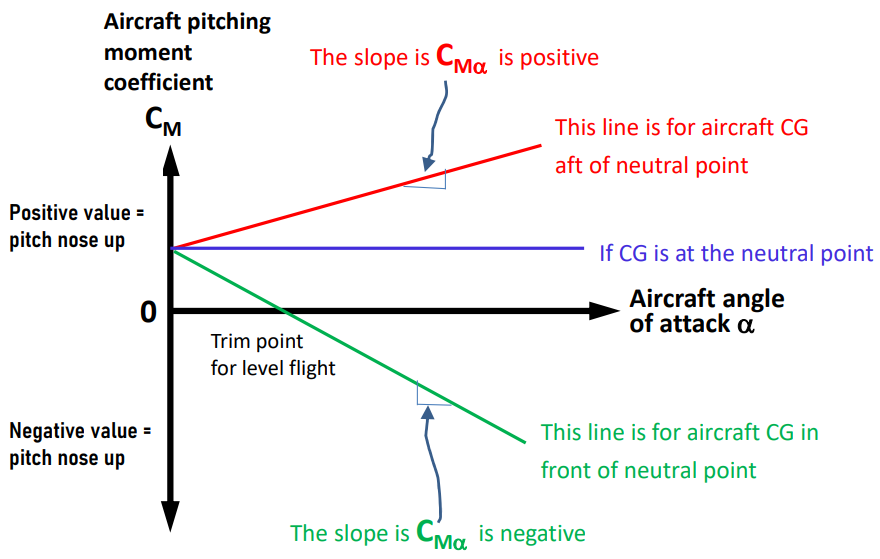 Aircraft pitching
moment
coefficient
C_M
The slope is C_Mα is positive
This line is for aircraft CG
aft of neutral point
Positive value =
pitch nose up
If CG is at the neutral point
0
Aircraft angle
of attack α
Trim point
for level flight
Negative value =
pitch nose up
This line is for aircraft CG in
front of neutral point
The slope is C_Mα is negative